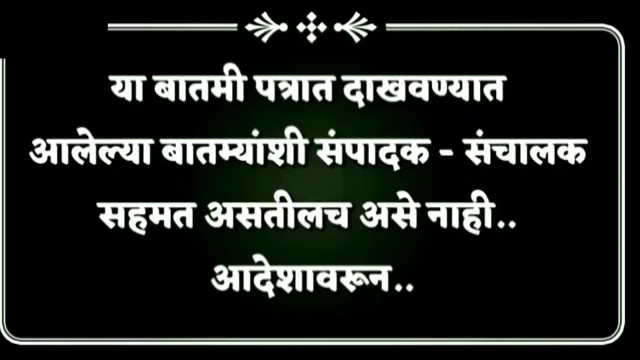 या बातमी पत्रात दाखवण्यात
आलेल्या बातम्यांशी संपादक - संचालक
सहमत असतीलच असे नाही..
आदेशावरून..